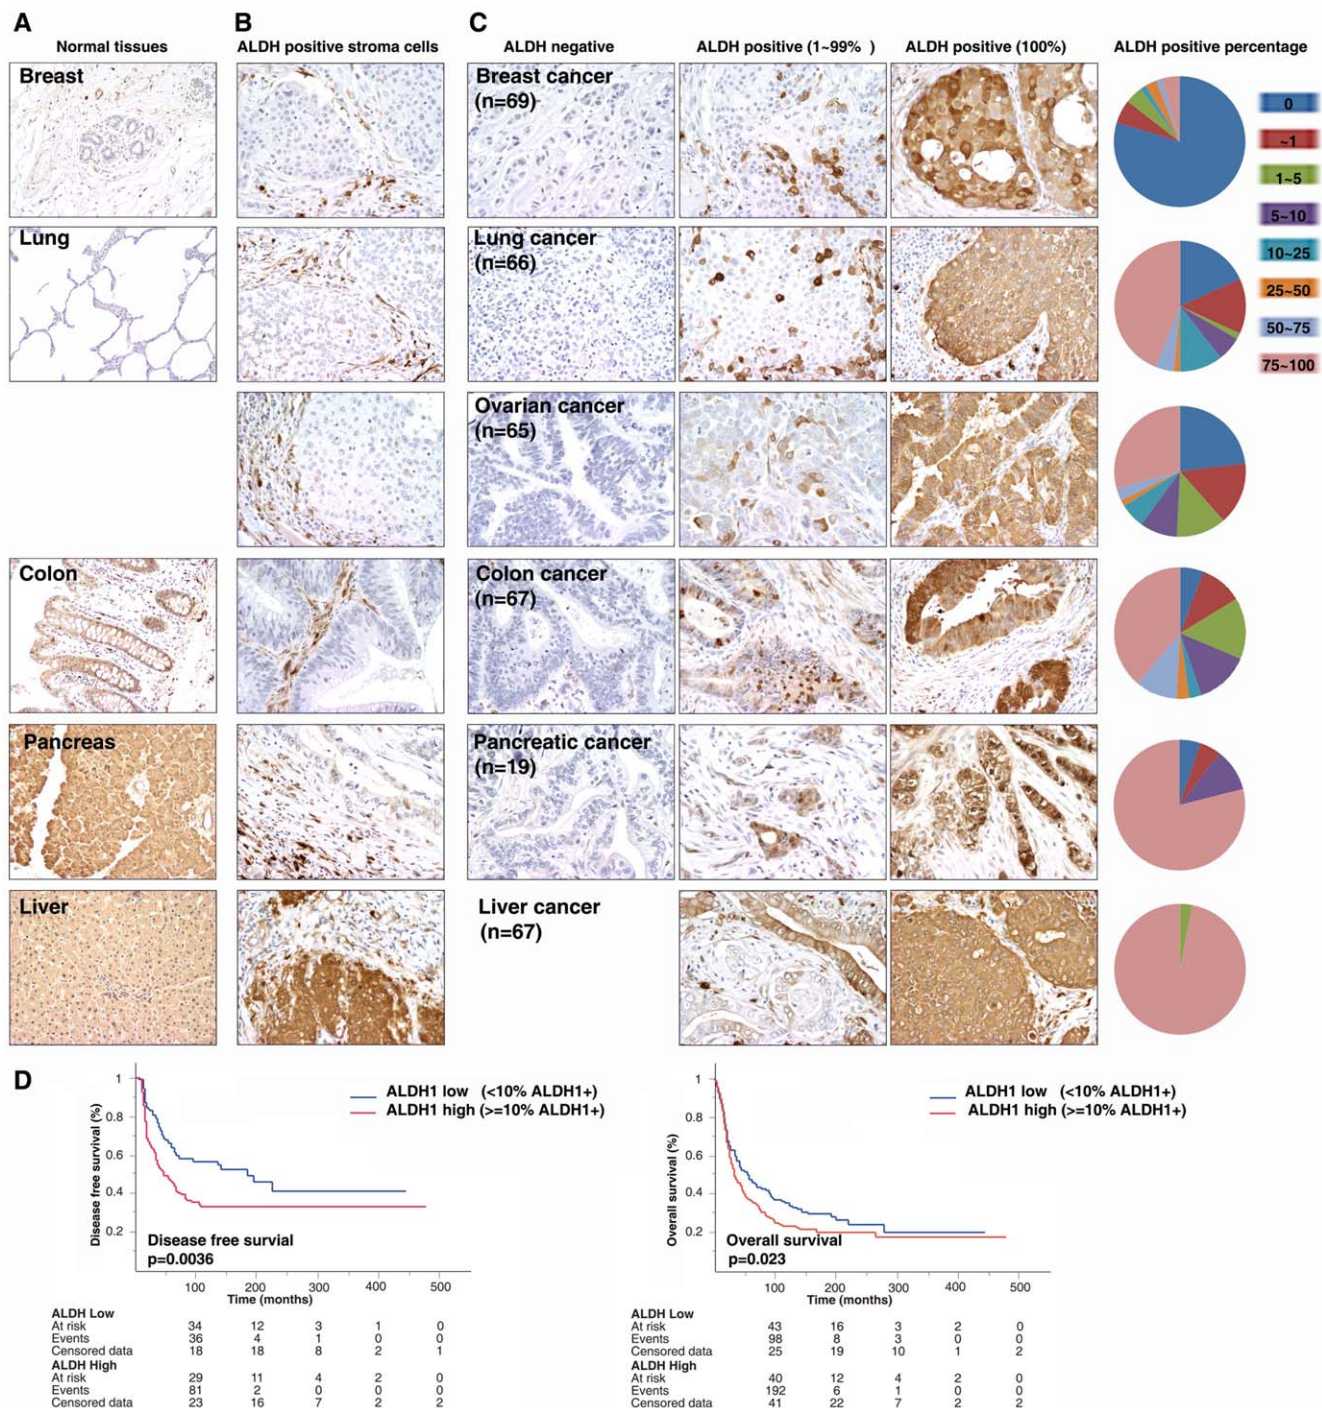 A
B
C
Normal tissues
ALDH positive stroma cells
ALDH negative
ALDH positive (1~99% )
ALDH positive (100%)
ALDH positive percentage
Breast
Breast cancer
(n=69)
0
~1
1~5
5~10
10~25
25~50
50~75
75~100
Lung
Lung cancer
(n=66)
Ovarian cancer
(n=65)
Colon
Colon cancer
(n=67)
Pancreas
Pancreatic cancer
(n=19)
Liver
Liver cancer
(n=67)
D
Disease free survival (%)
1
0.8
0.6
0.4
0.2
ALDH1 low (<10% ALDH1+)
ALDH1 high (>=10% ALDH1+)
Disease free survial
p=0.0036
100 200 300 400 500
Time (months)
ALDH Low
At risk 34 12 3 1 0
Events 36 4 1 0 0
Censored data 18 18 8 2 1
ALDH High
At risk 29 11 4 2 0
Events 81 2 0 0 0
Censored data 23 16 7 2 2
Overall survival (%)
1
0.8
0.6
0.4
0.2
ALDH1 low (<10% ALDH1+)
ALDH1 high (>=10% ALDH1+)
Overall survival
p=0.023
100 200 300 400 500
Time (months)
ALDH Low
At risk 43 16 3 2 0
Events 98 8 3 0 0
Censored data 25 19 10 1 2
ALDH High
At risk 40 12 4 2 0
Events 192 6 1 0 0
Censored data 41 22 7 2 2